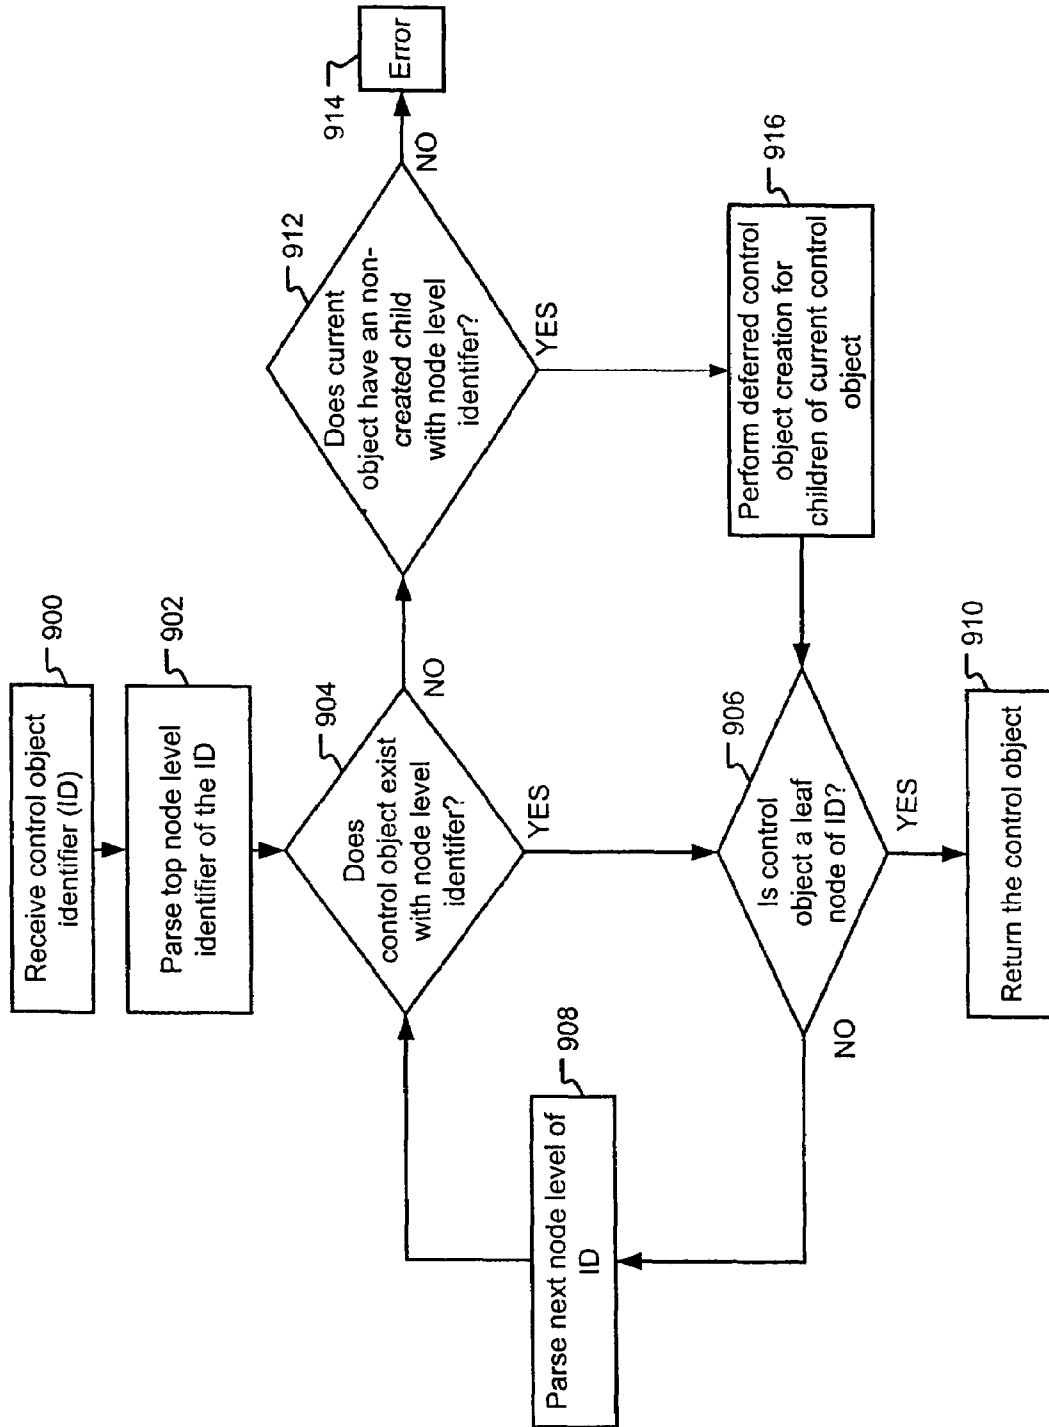 900
Receive control object
identifier (ID)
902
Parse top node level
identifier of the ID
904
Does
control object exist
with node level
identifer?
NO
YES
912
Does current
object have an non-
created child
with node level
identifer?
NO
YES
914
Error
916
Perform deferred control
object creation for
children of current control
object
906
Is control
object a leaf
node of ID?
NO
YES
908
Parse next node level of
ID
910
Return the control object